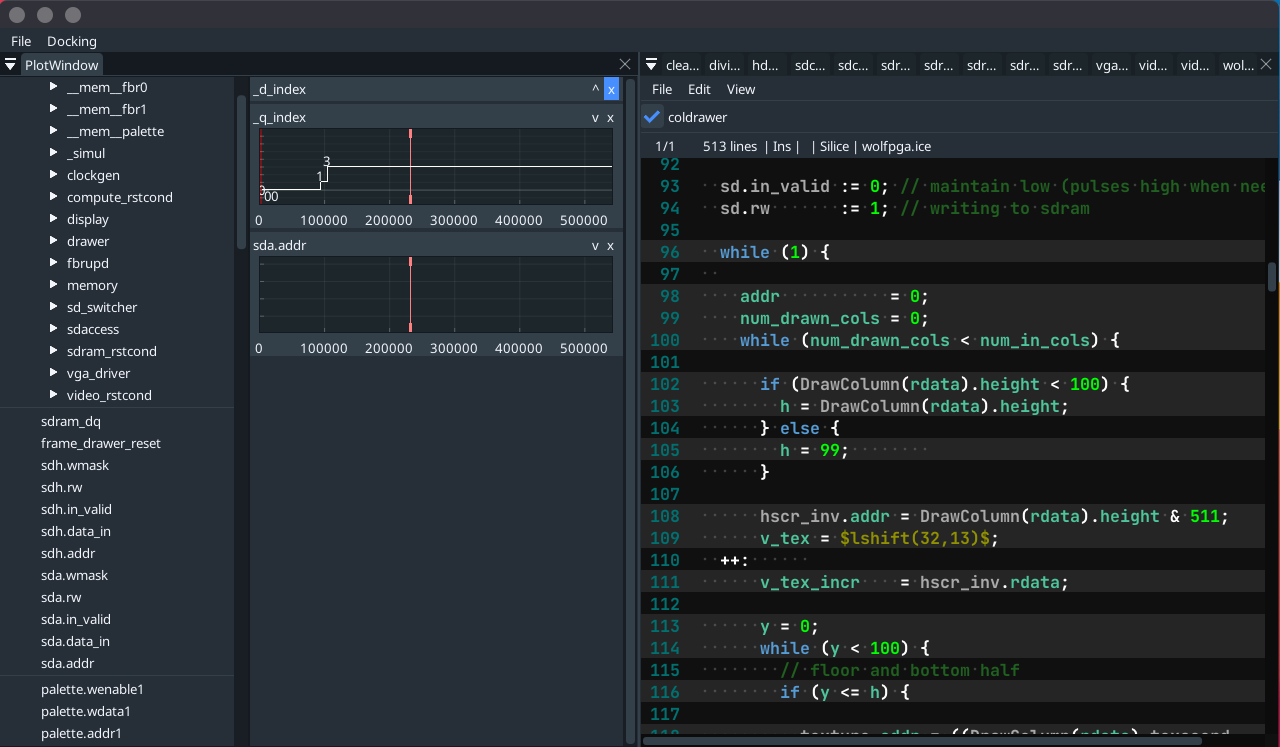 File Docking
PlotWindow
__mem__fbr0
__mem__fbr1
__mem__palette
_simul
clockgen
compute_rstcond
display
drawer
fbrupd
memory
sd_switcher
sdaccess
sdram_rstcond
vga_driver
video_rstcond
sdram_dq
frame_drawer_reset
sdh.wmask
sdh.rw
sdh.in_valid
sdh.data_in
sdh.addr
sda.wmask
sda.rw
sda.in_valid
sda.data_in
sda.addr
palette.wenable1
palette.wdata1
palette.addr1
_d_index ^ x
_q_index v x
3
1
00
0 100000 200000 300000 400000 500000
sda.addr v x
0 100000 200000 300000 400000 500000
clea... divi... hd... sdc... sdc... sdr... sdr... sdr... sdr... sdr... vga... vid... vid... wol...
File Edit View
coldrawer
1/1 513 lines | Ins | | Silice | wolfpga.ice
92
93 sd.in_valid := 0; // maintain low (pulses high when nee
94 sd.rw := 1; // writing to sdram
95
96 while (1) {
97
98 addr = 0;
99 num_drawn_cols = 0;
100 while (num_drawn_cols < num_in_cols) {
101
102 if (DrawColumn(rdata).height < 100) {
103 h = DrawColumn(rdata).height;
104 } else {
105 h = 99;
106 }
107
108 hscr_inv.addr = DrawColumn(rdata).height & 511;
109 v_tex = $lshift(32,13)$;
110 ++:
111 v_tex_incr = hscr_inv.rdata;
112
113 y = 0;
114 while (y < 100) {
115 // floor and bottom half
116 if (y <= h) {
117